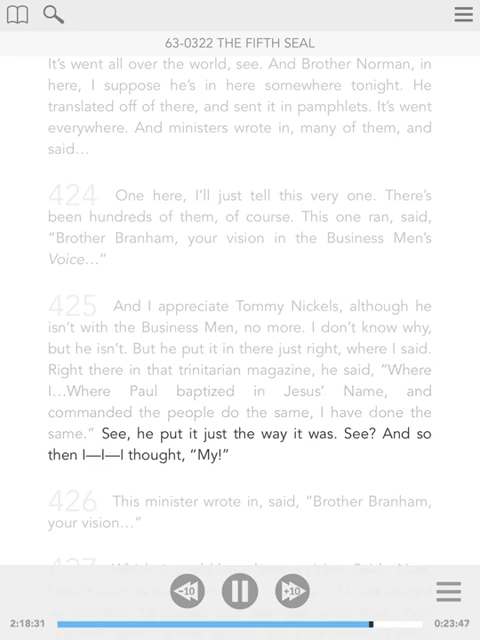 63-0322 THE FIFTH SEAL
It’s went all over the world, see. And Brother Norman, in
here, I suppose he’s in here somewhere tonight. He
translated off of there, and sent it in pamphlets. It’s went
everywhere. And ministers wrote in, many of them, and
said…
424 One here, I’ll just tell this very one. There’s
been hundreds of them, of course. This one ran, said,
“Brother Branham, your vision in the Business Men’s
Voice…”
425 And I appreciate Tommy Nickels, although he
isn’t with the Business Men, no more. I don’t know why,
but he isn’t. But he put it in there just right, where I said.
Right there in that trinitarian magazine, he said, “Where
I…Where Paul baptized in Jesus’ Name, and
commanded the people do the same, I have done the
same.” See, he put it just the way it was. See? And so
then I—I—I thought, “My!”
426 This minister wrote in, said, “Brother Branham,
your vision…”
-10 +10
2:18:31 0:23:47